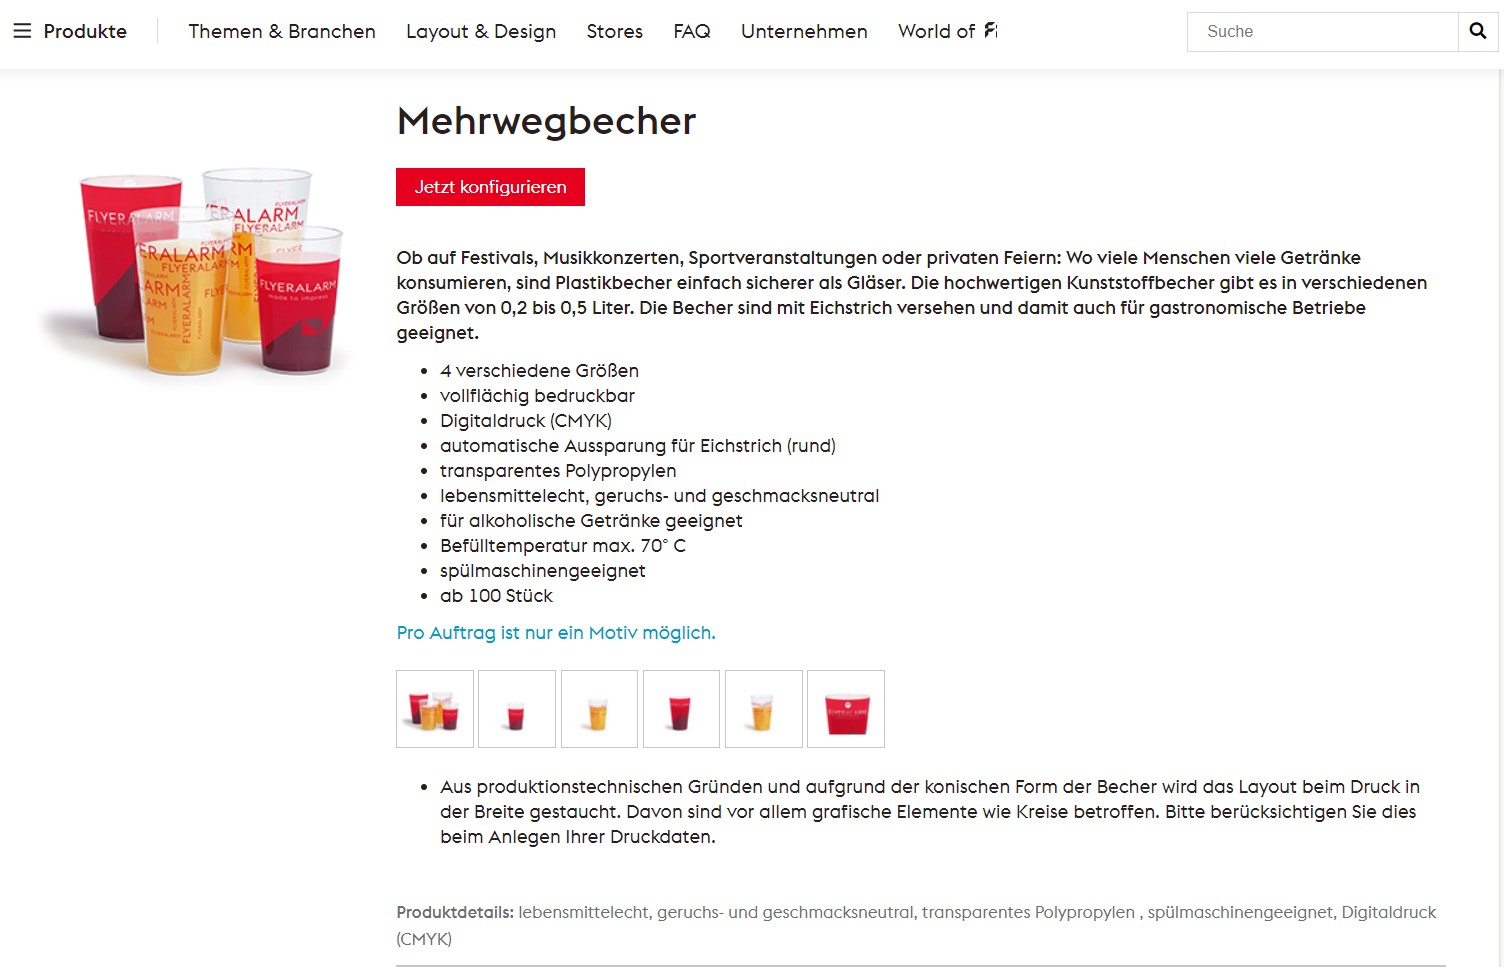 Produkte
Themen & Branchen
Layout & Design
Stores
FAQ
Unternehmen
World of
Suche
Mehrwegbecher
Jetzt konfigurieren
FLYERALARM
FLYERALARM
FLYERALARM
FLYERALARM
made to impress
Ob auf Festivals, Musikkonzerten, Sportveranstaltungen oder privaten Feiern: Wo viele Menschen viele Getränke
konsumieren, sind Plastikbecher einfach sicherer als Gläser. Die hochwertigen Kunststoffbecher gibt es in verschiedenen
Größen von 0,2 bis 0,5 Liter. Die Becher sind mit Eichstrich versehen und damit auch für gastronomische Betriebe
geeignet.
• 4 verschiedene Größen
• vollflächig bedruckbar
• Digitaldruck (CMYK)
• automatische Aussparung für Eichstrich (rund)
• transparentes Polypropylen
• lebensmittelecht, geruchs- und geschmacksneutral
• für alkoholische Getränke geeignet
• Befülltemperatur max. 70° C
• spülmaschinengeeignet
• ab 100 Stück
Pro Auftrag ist nur ein Motiv möglich.
• Aus produktionstechnischen Gründen und aufgrund der konischen Form der Becher wird das Layout beim Druck in
der Breite gestaucht. Davon sind vor allem grafische Elemente wie Kreise betroffen. Bitte berücksichtigen Sie dies
beim Anlegen Ihrer Druckdaten.
Produktdetails: lebensmittelecht, geruchs- und geschmacksneutral, transparentes Polypropylen , spülmaschinengeeignet, Digitaldruck
(CMYK)